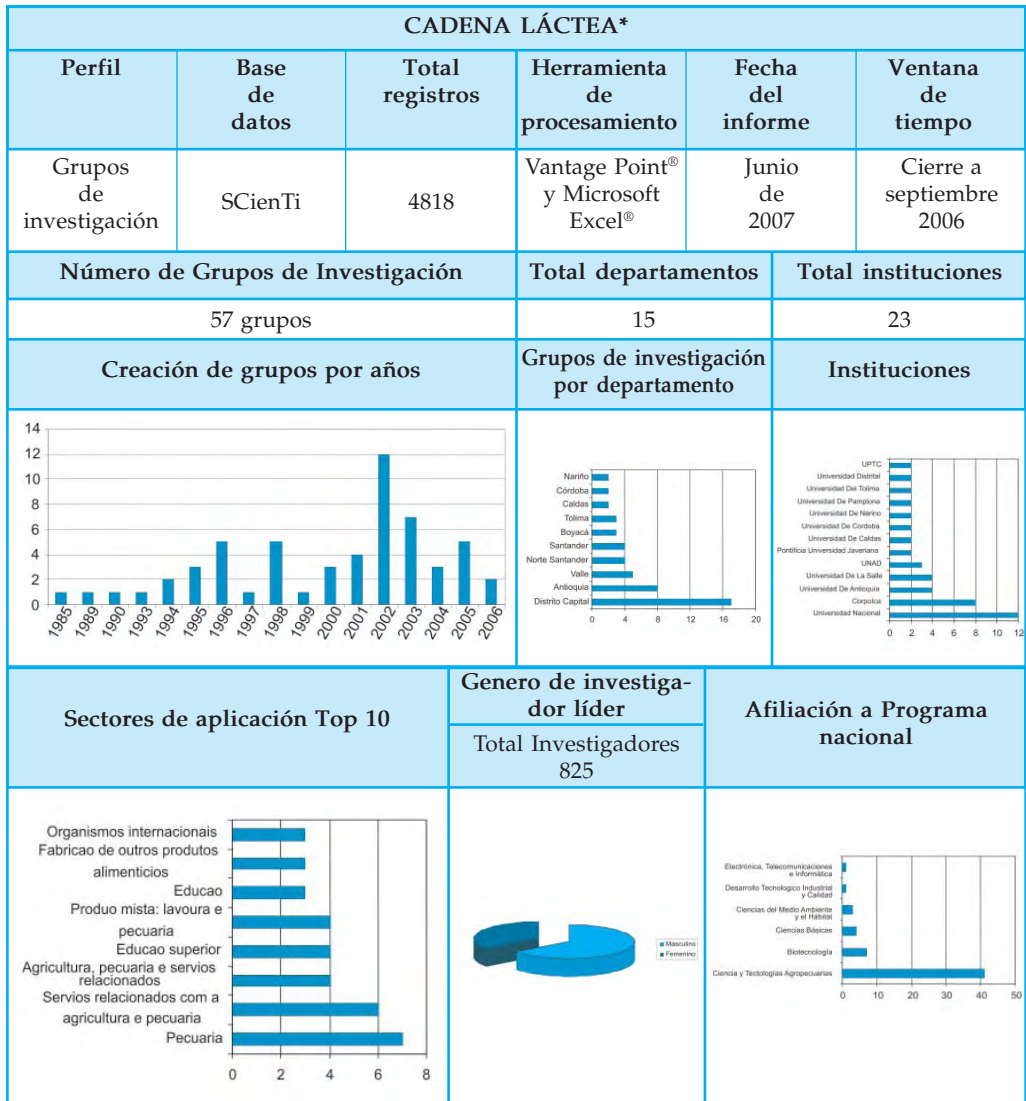 CADENA LÁCTEA*
Perfil
Base
de
datos
Total
registros
Herramienta
de
procesamiento
Fecha
del
informe
Ventana
de
tiempo
Grupos
de
investigación
SCienTi
4818
Vantage Point®
y Microsoft
Excel®
Junio
de
2007
Cierre a
septiembre
2006
Número de Grupos de Investigación
Total departamentos
Total instituciones
57 grupos
15
23
Creación de grupos por años
Grupos de investigación
por departamento
Instituciones
14
12
10
8
6
4
2
0
1985 1989 1990 1993 1994 1995 1996 1997 1998 1999 2000 2001 2002 2003 2004 2005 2006
Nariño
Córdoba
Caldas
Tolima
Boyacá
Santander
Norte Santander
Valle
Antioquia
Distrito Capital
0 4 8 12 16 20
UPTC
Universidad Distrital
Universidad Del Tolima
Universidad De Pamplona
Universidad De Narino
Universidad De Cordoba
Universidad De Caldas
Pontificia Universidad Javeriana
UNAD
Universidad De La Salle
Universidad De Antioquia
Corpoica
Universidad Nacional
0 2 4 6 8 10 12
Sectores de aplicación Top 10
Genero de investiga-
dor líder
Total Investigadores
825
Afiliación a Programa
nacional
Organismos internacionais
Fabricao de outros produtos
alimenticios
Educao
Produo mista: lavoura e
pecuaria
Educao superior
Agricultura, pecuaria e servios
relacionados
Servios relacionados com a
agricultura e pecuaria
Pecuaria
0 2 4 6 8
Masculino
Femenino
Electrónica, Telecomunicaciones
e Informática
Desarrollo Tecnologico Industrial
y Calidad
Ciencias del Medio Ambiente
y el Habitat
Ciencias Básicas
Biotecnología
Ciencia y Tectologías Agropecuarias
0 10 20 30 40 50